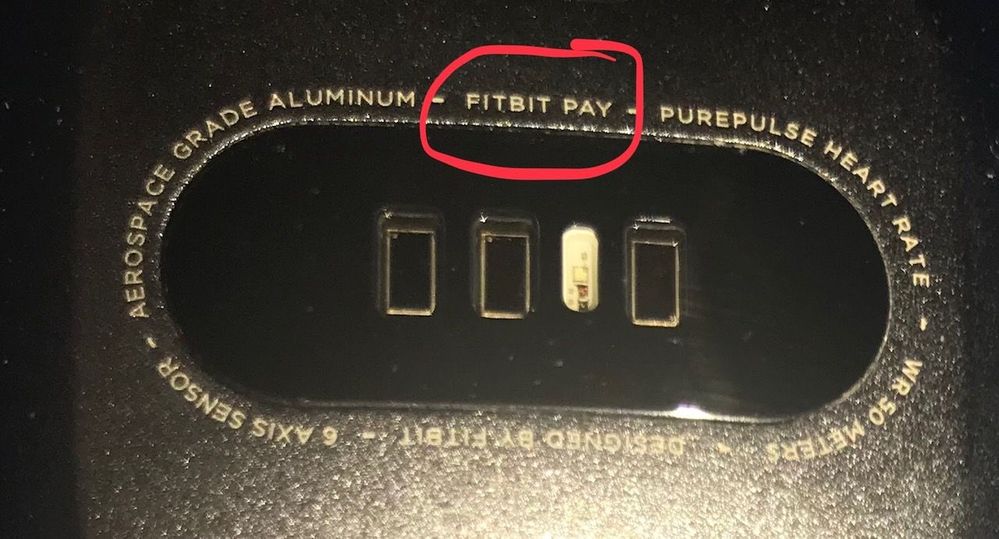 AEROSPACE GRADE ALUMINUM - FITBIT PAY - PUREPULSE HEART RATE - WR 50 METERS - DESIGNED BY FITBIT - 6 AXIS SENSOR -